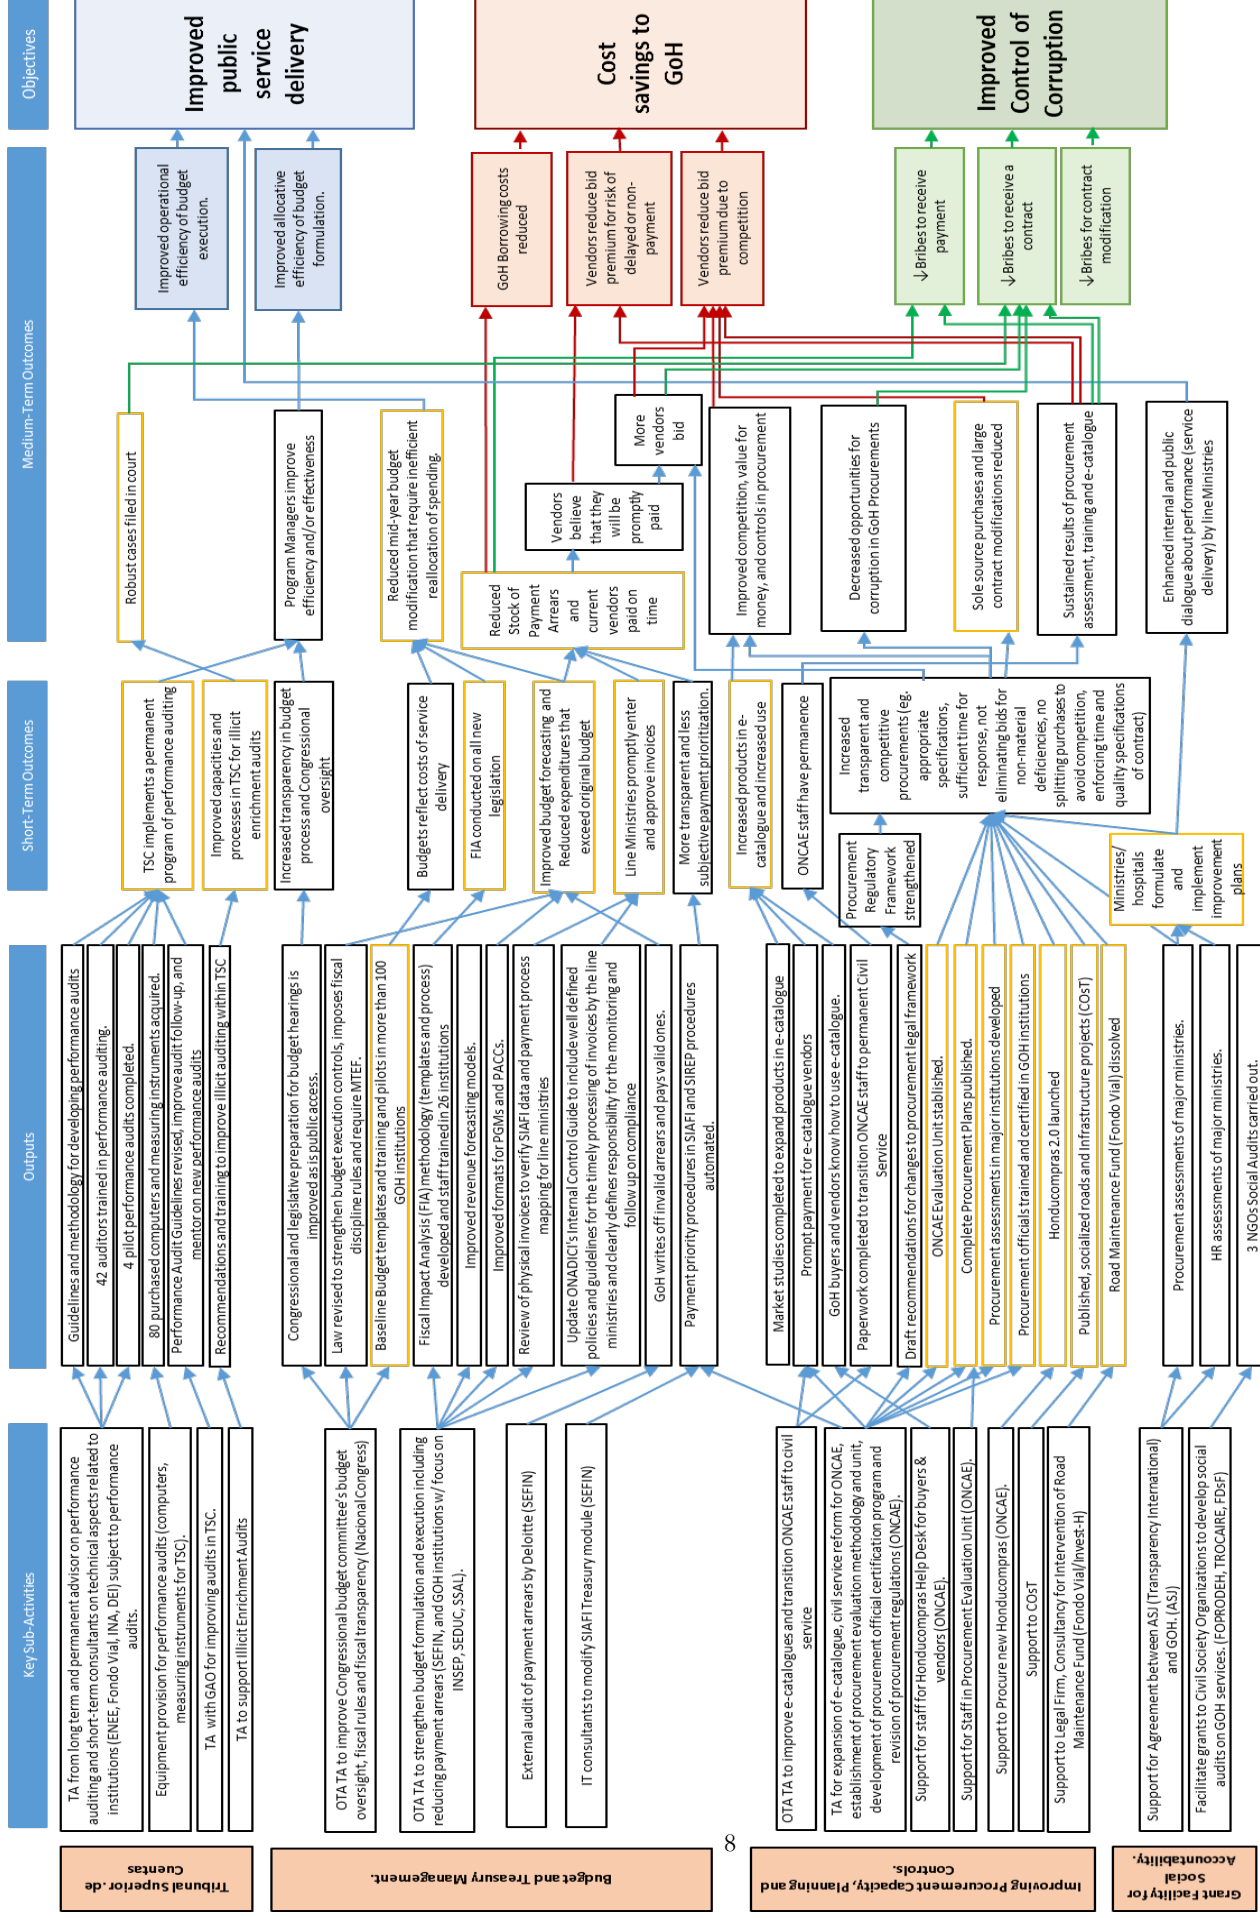 Key Sub-Activities
Outputs
Short-Term Outcomes
Medium-Term Outcomes
Objectives
Tribunal Superior. de
Cuentas
TA from long term and permanent advisor on performance
auditing and short-term consultants on technical aspects related to
institutions (ENEE, Fondo Vial, INA, DEI) subject to performance
audits.
Equipment provision for performance audits (computers,
measuring instruments for TSC).
TA with GAO for improving audits in TSC.
TA to support Illicit Enrichment Audits
Guidelines and methodology for developing performance audits
42 auditors trained in performance auditing.
4 pilot performance audits completed.
80 purchased computers and measuring instruments acquired.
Performance Audit Guidelines revised, improve audit follow-up, and
mentor on new performance audits
Recommendations and training to improve illicit auditing within TSC
TSC implements a permanent
program of performance auditing
Improved capacities and
processes in TSC for illicit
enrichment audits
Robust cases filed in court
Program Managers improve
efficiency and/or effectiveness
Improved operational
efficiency of budget
execution.
Improved allocative
efficiency of budget
formulation.
Improved
public
service
delivery
Budget and Treasury Management.
OTA TA to improve Congressional budget committee's budget
oversight, fiscal rules and fiscal transparency (Nacional Congress)
OTA TA to strengthen budget formulation and execution including
reducing payment arrears (SEFIN, and GOH institutions w/ focus on
INSEP, SEDUC, SSAL).
External audit of payment arrears by Deloitte (SEFIN)
IT consultants to modify SIAFI Treasury module (SEFIN)
Congressional and legislative preparation for budget hearings is
improved as is public access.
Law revised to strengthen budget execution controls, imposes fiscal
discipline rules and require MTEF.
Baseline Budget templates and training and pilots in more than 100
GOH institutions
Fiscal Impact Analysis (FIA) methodology (templates and process)
developed and staff trained in 26 institutions
Improved revenue forecasting models.
Improved formats for PGMs and PACCs.
Review of physical invoices to verify SIAFI data and payment process
mapping for line ministries
Update ONADICI's Internal Control Guide to include well defined
policies and guidelines for the timely processing of invoices by the line
ministries and clearly defines responsibility for the monitoring and
follow up on compliance
GoH writes off invalid arrears and pays valid ones.
Payment priority procedures in SIAFI and SIREP procedures
automated.
Increased transparency in budget
process and Congressional
oversight
Budgets reflect costs of service
delivery
FIA conducted on all new
legislation
Improved budget forecasting and
Reduced expenditures that
exceed original budget
Line Ministries promptly enter
and approve invoices
More transparent and less
subjective payment prioritization.
Reduced mid-year budget
modification that require inefficient
reallocation of spending.
Reduced
Stock of
Payment
Arrears
and
current
vendors
paid on
time
Vendors
believe
that they
will be
promptly
paid
More
vendors
bid
GoH Borrowing costs
reduced
Vendors reduce bid
premium for risk of
delayed or non-
payment
Vendors reduce bid
premium due to
competition
Cost
savings to
GoH
Improving Procurement Capacity, Planning, and
Controls.
OTA TA to improve e-catalogues and transition ONCAE staff to civil
service
TA for expansion of e-catalogue, civil service reform for ONCAE,
establishment of procurement evaluation methodology and unit,
development of procurement official certification program and
revision of procurement regulations (ONCAE).
Support for staff for Honducompras Help Desk for buyers &
vendors (ONCAE).
Support for Staff in Procurement Evaluation Unit (ONCAE).
Support to Procure new Honducompras (ONCAE).
Support to COsT
Support to Legal Firm, Consultancy for Intervention of Road
Maintenance Fund (Fondo Vial/Invest-H)
Market studies completed to expand products in e-catalogue
Prompt payment for e-catalogue vendors
GoH buyers and vendors know how to use e-catalogue.
Paperwork completed to transition ONCAE staff to permanent Civil
Service
Draft recommendations for changes to procurement legal framework
ONCAE Evaluation Unit stablished.
Complete Procurement Plans published.
Procurement assessments in major institutions developed
Procurement officials trained and certified in GOH institutions
Honducompras 2.0 launched
Published, socialized roads and Infrastructure projects (COsT)
Road Maintenance Fund (Fondo Vial) dissolved
Increased products in e-
catalogue and increased use
ONCAE staff have permanence
Procurement
Regulatory
Framework
strengthened
Increased
transparent and
competitive
procurements (eg.
appropriate
specifications,
sufficient time for
response, not
eliminating bids for
non-material
deficiencies, no
splitting purchases to
avoid competition,
enforcing time and
quality specifications
of contract)
Improved competition, value for
money, and controls in procurement
Decreased opportunities for
corruption in GoH Procurements
Sole source purchases and large
contract modifications reduced
Sustained results of procurement
assessment, training and e-catalogue
↓Bribes to receive
payment
↓Bribes to receive a
contract
↓Bribes for contract
modification
Improved
Control of
Corruption
Grant Facility for
Social
Accountability.
Support for Agreement between ASJ (Transparency International)
and GOH. (ASJ)
Facilitate grants to Civil Society Organizations to develop social
audits on GOH services. (FOPRODEH, TROCAIRE, FDsF)
Procurement assessments of major ministries.
HR assessments of major ministries.
3 NGOs Social Audits carried out.
Ministries/
hospitals
formulate
and
implement
improvement
plans
Enhanced internal and public
dialogue about performance (service
delivery) by line Ministries
8